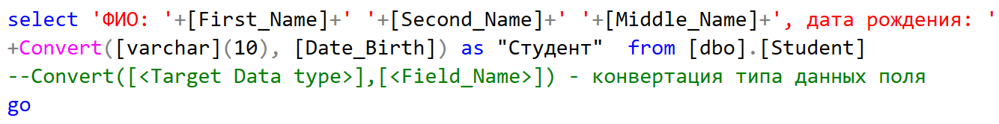 select 'ФИО: '+[First_Name]+' '+[Second_Name]+' '+[Middle_Name]+', дата рождения: '
+Convert([varchar](10), [Date_Birth]) as "Студент"  from [dbo].[Student]
--Convert([<Target Data type>],[<Field_Name>]) - конвертация типа данных поля
go